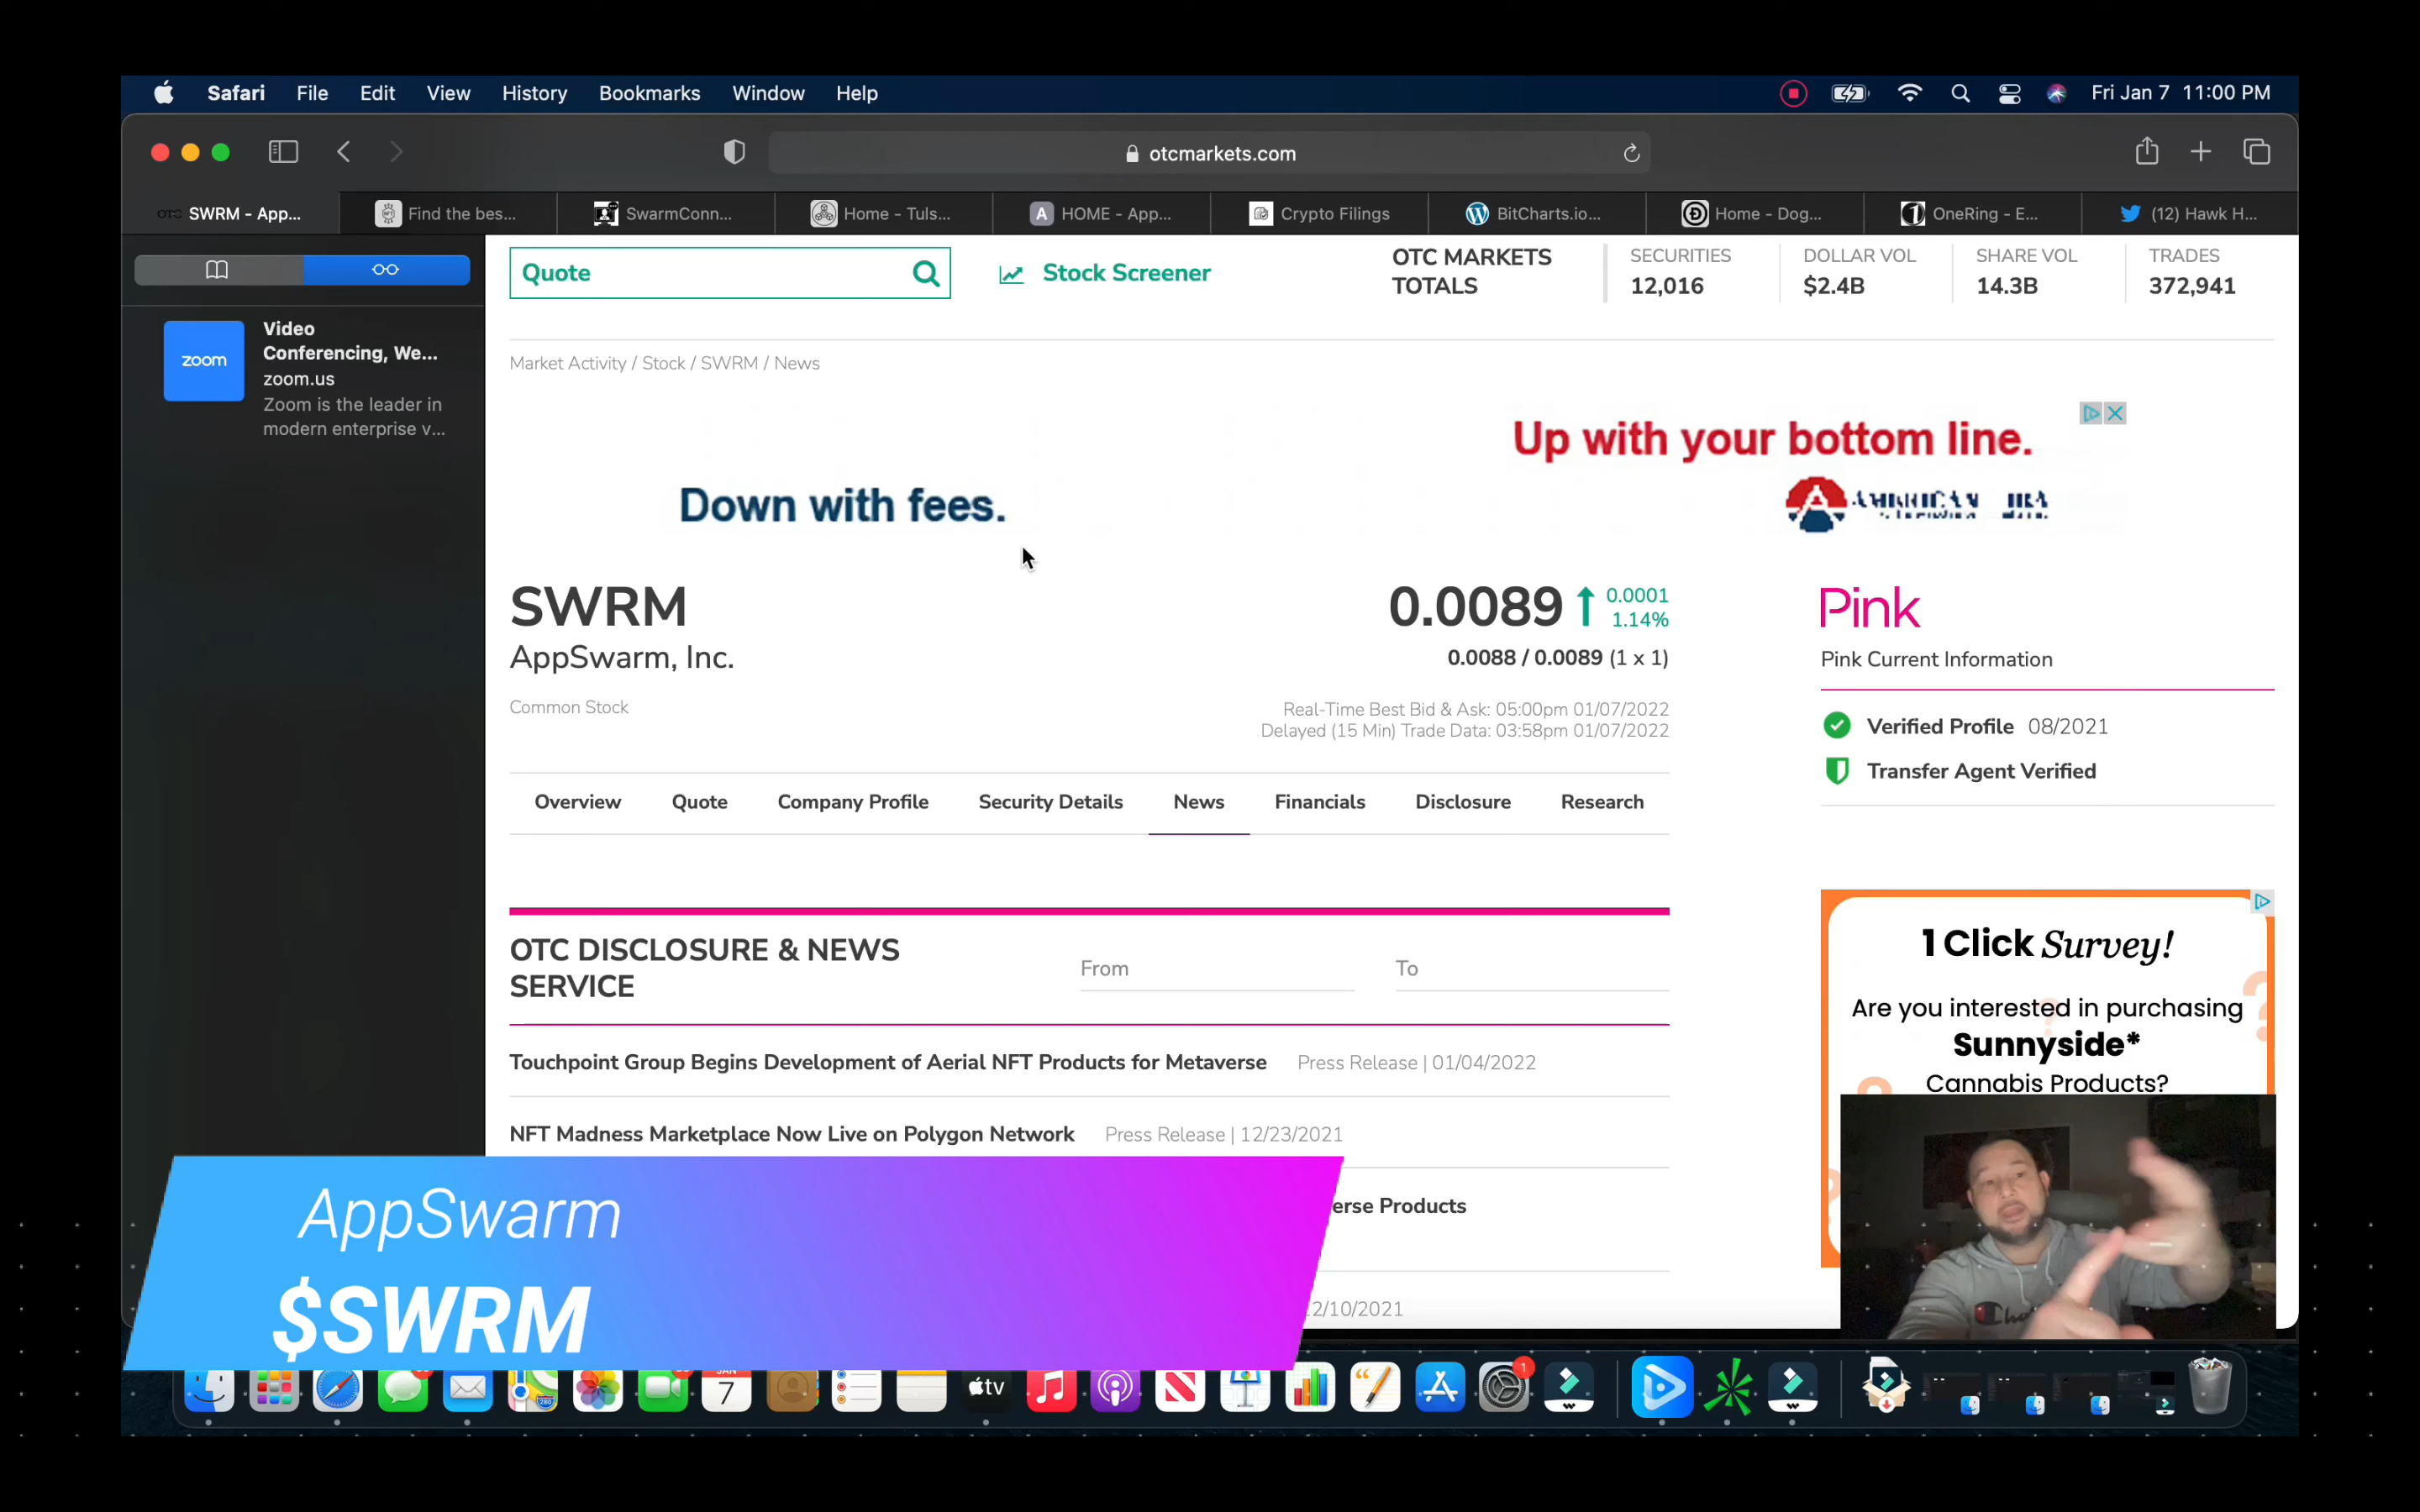 Safari File Edit View History Bookmarks Window Help Fri Jan 7 11:00 PM
otcmarkets.com
SWRM - App... Find the bes... SwarmConn... Home - Tuls... A HOME - App... Crypto Filings BitCharts.io... Home - Dog... OneRing - E... (12) Hawk H...
zoom
Video
Conferencing, We...
zoom.us
Zoom is the leader in
modern enterprise v...
Quote
Stock Screener
OTC MARKETS
TOTALS
SECURITIES
12,016
DOLLAR VOL
$2.4B
SHARE VOL
14.3B
TRADES
372,941
Market Activity / Stock / SWRM / News
Down with fees.
Up with your bottom line.
SWRM
AppSwarm, Inc.
Common Stock
0.0089
0.0001
1.14%
0.0088 / 0.0089 (1 x 1)
Real-Time Best Bid & Ask: 05:00pm 01/07/2022
Delayed (15 Min) Trade Data: 03:58pm 01/07/2022
Pink
Pink Current Information
Verified Profile 08/2021
Transfer Agent Verified
Overview Quote Company Profile Security Details News Financials Disclosure Research
OTC DISCLOSURE & NEWS
SERVICE
From
To
Touchpoint Group Begins Development of Aerial NFT Products for Metaverse Press Release | 01/04/2022
NFT Madness Marketplace Now Live on Polygon Network Press Release | 12/23/2021
erse Products
2/10/2021
1 Click Survey!
Are you interested in purchasing
Sunnyside*
Cannabis Products?
AppSwarm
$SWRM
JAN
7
tv
1